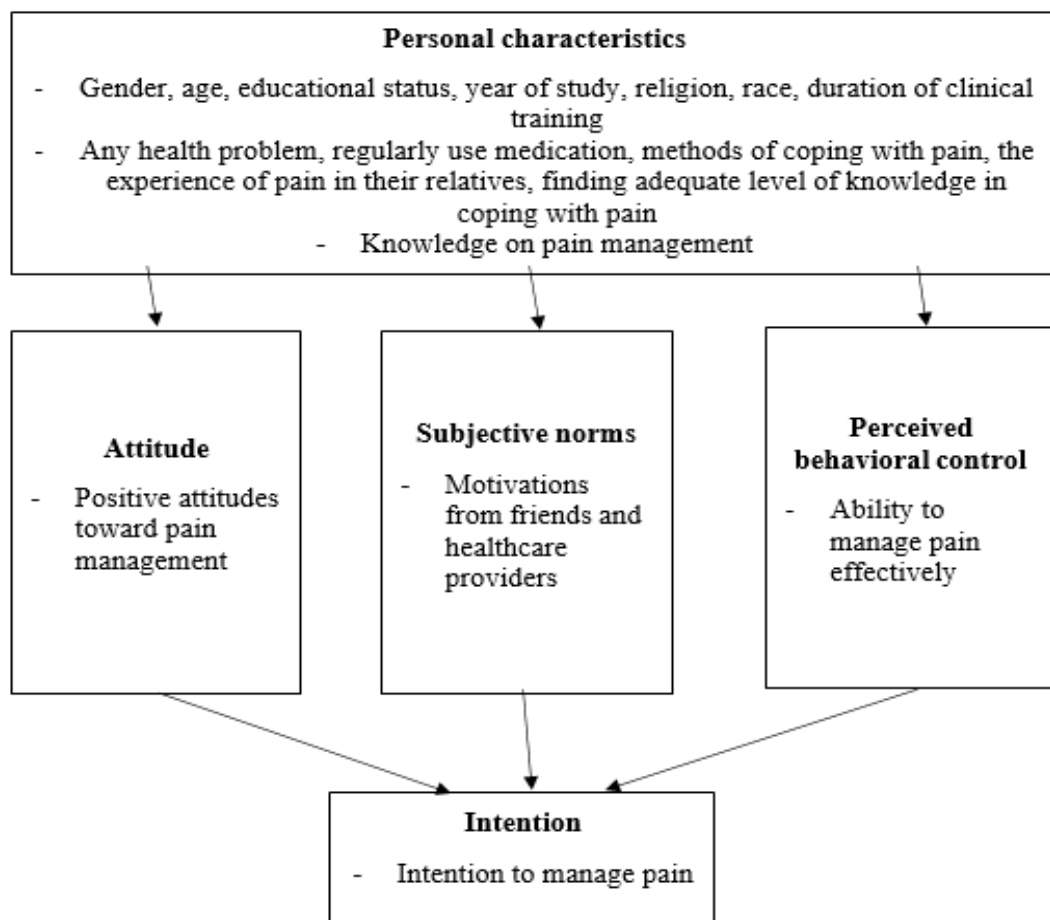 Personal characteristics
- Gender, age, educational status, year of study, religion, race, duration of clinical
training
- Any health problem, regularly use medication, methods of coping with pain, the
experience of pain in their relatives, finding adequate level of knowledge in
coping with pain
- Knowledge on pain management
Attitude
- Positive attitudes
toward pain
management
Subjective norms
- Motivations
from friends and
healthcare
providers
Perceived
behavioral control
- Ability to
manage pain
effectively
Intention
- Intention to manage pain